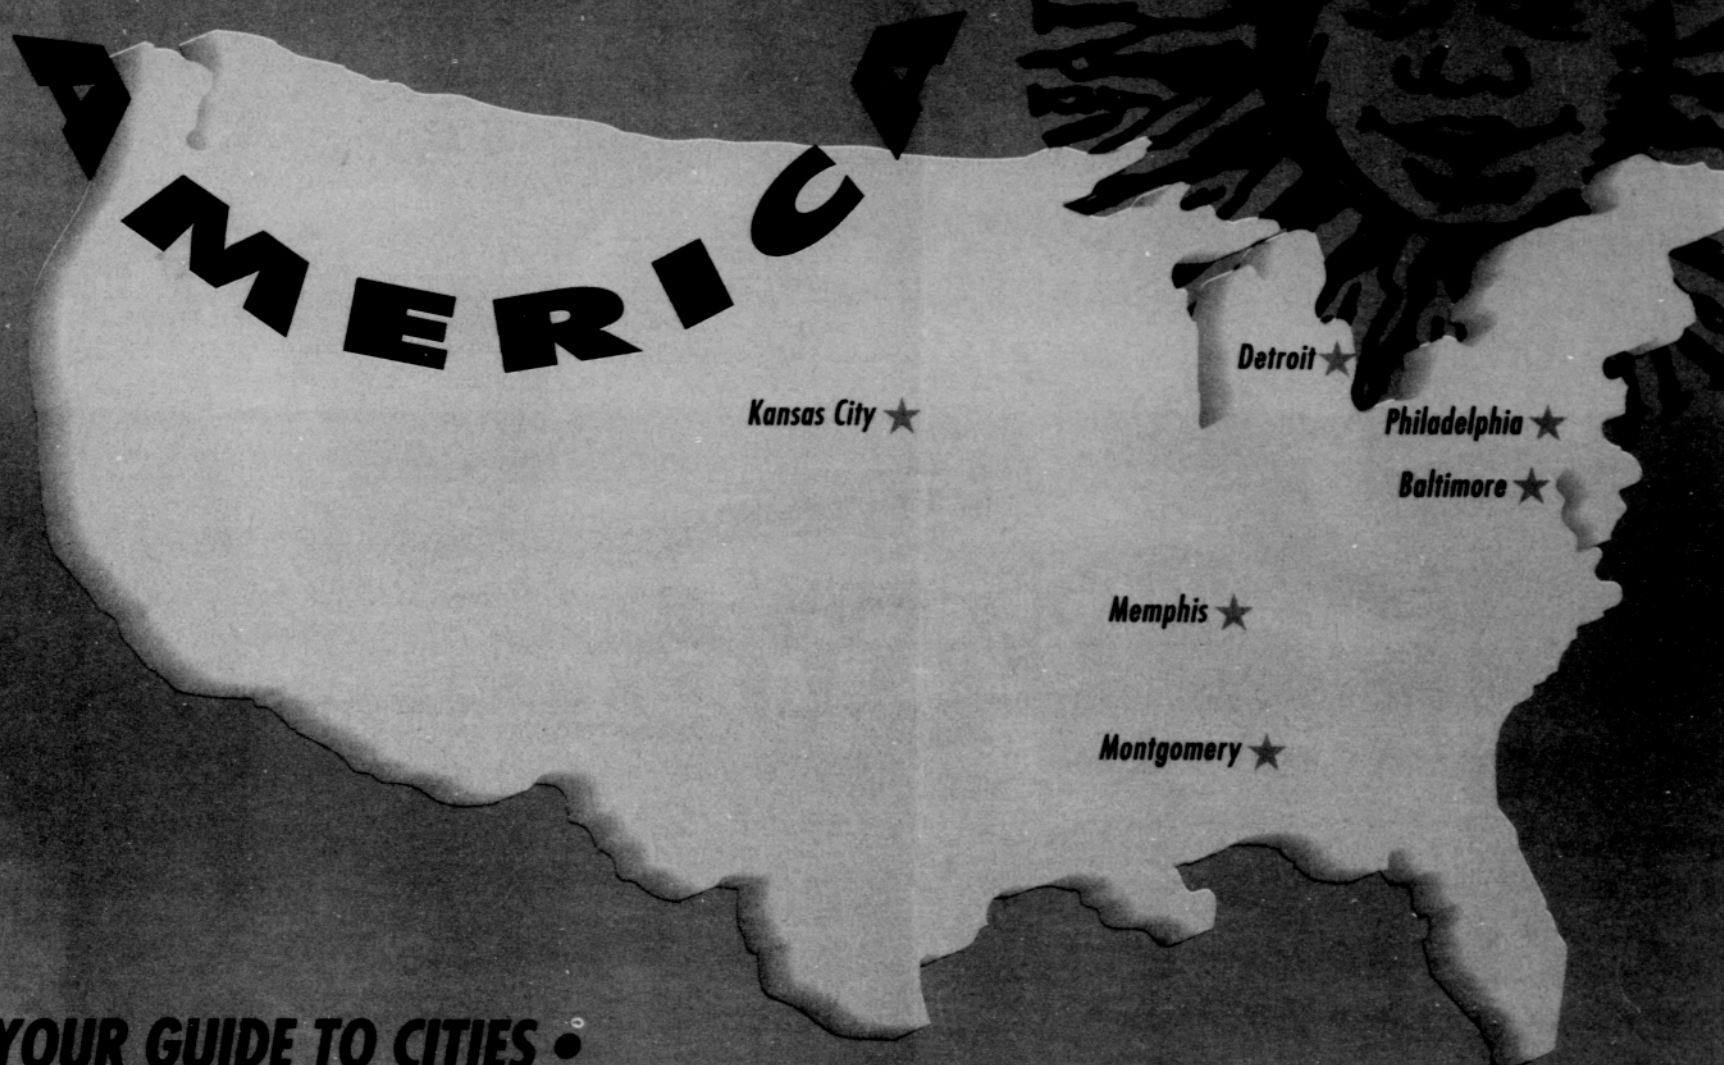 AMERICA
Detroit
Kansas City
Philadelphia
Baltimore
Memphis
Montgomery
YOUR GUIDE TO CITIES •